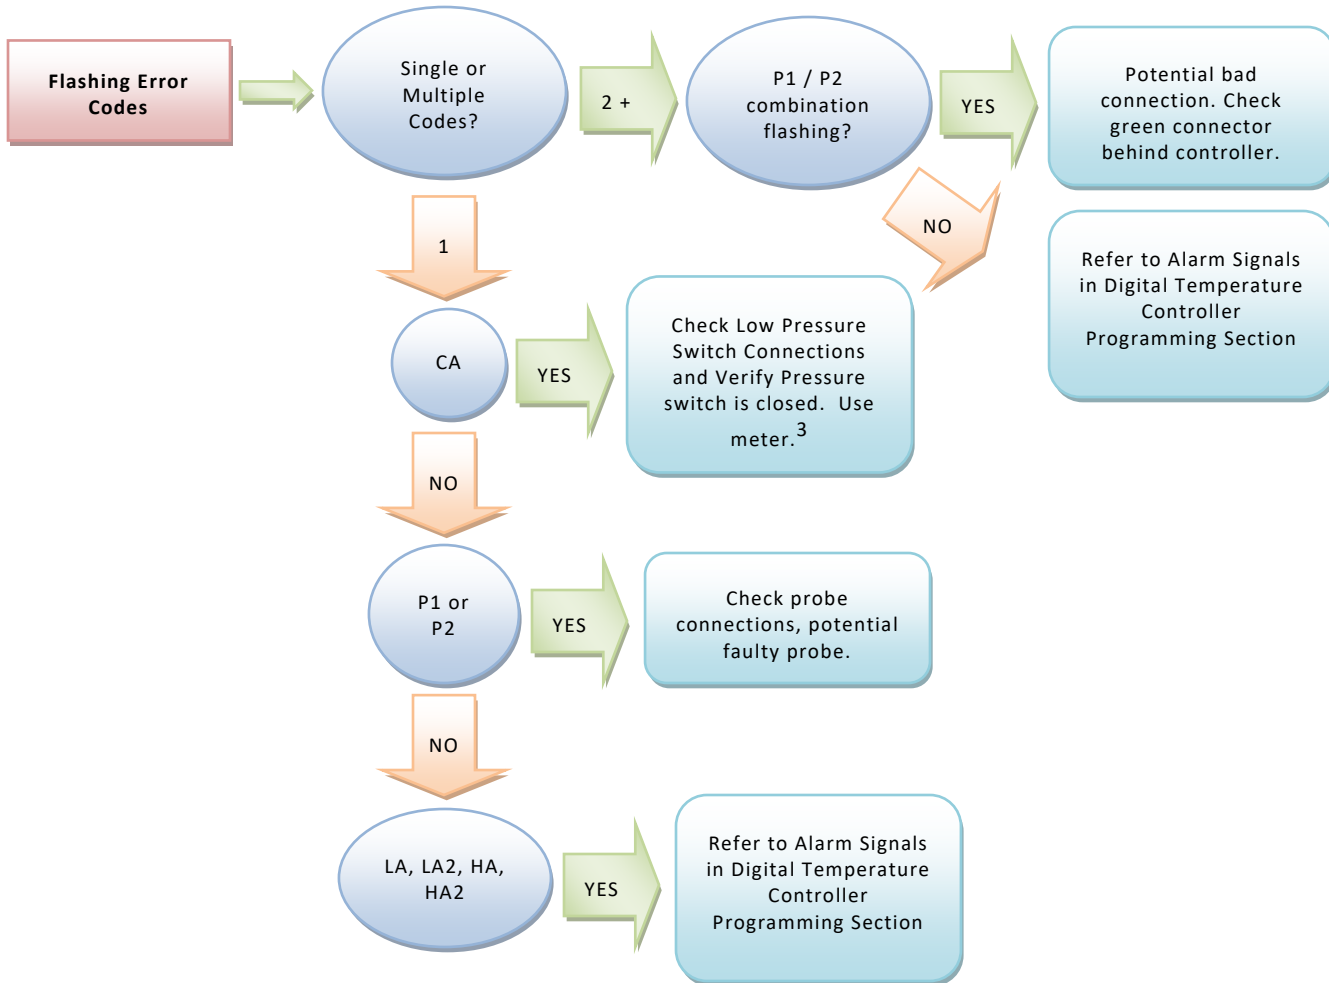 Flashing Error
Codes
Single or
Multiple
Codes?
2 +
P1 / P2
combination
flashing?
YES
Potential bad
connection. Check
green connector
behind controller.
NO
Refer to Alarm Signals
in Digital Temperature
Controller
Programming Section
1
CA
YES
Check Low Pressure
Switch Connections
and Verify Pressure
switch is closed.  Use
meter.3
NO
P1 or
P2
YES
Check probe
connections, potential
faulty probe.
NO
LA, LA2, HA,
HA2
YES
Refer to Alarm Signals
in Digital Temperature
Controller
Programming Section